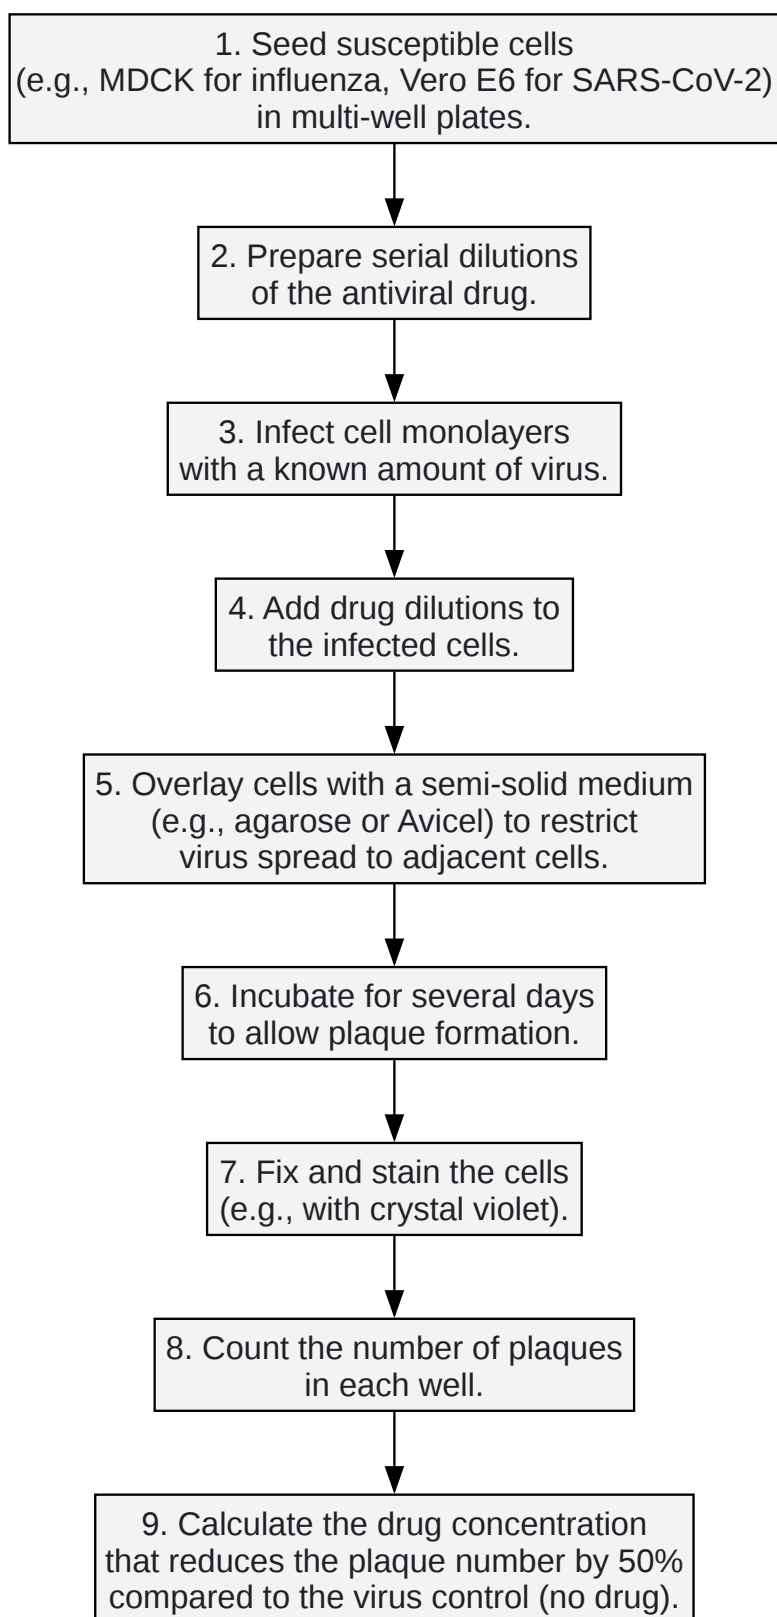 1. Seed susceptible cells
(e.g., MDCK for influenza, Vero E6 for SARS-CoV-2)
in multi-well plates.
2. Prepare serial dilutions
of the antiviral drug.
3. Infect cell monolayers
with a known amount of virus.
4. Add drug dilutions to
the infected cells.
5. Overlay cells with a semi-solid medium
(e.g., agarose or Avicel) to restrict
virus spread to adjacent cells.
6. Incubate for several days
to allow plaque formation.
7. Fix and stain the cells
(e.g., with crystal violet).
8. Count the number of plaques
in each well.
9. Calculate the drug concentration
that reduces the plaque number by 50%
compared to the virus control (no drug).